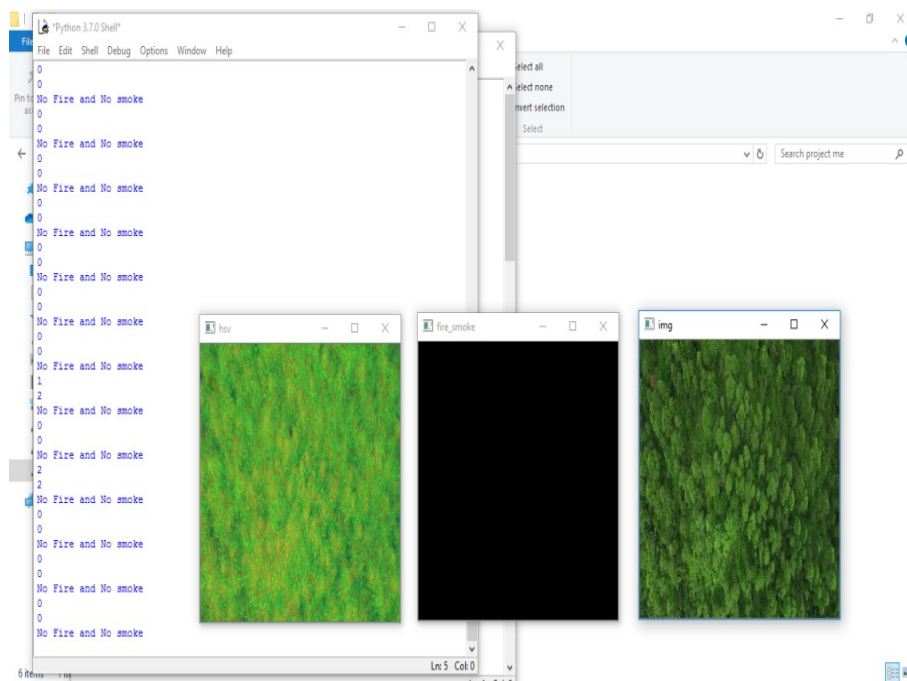 *Python 3.7.0 Shell*
File Edit Shell Debug Options Window Help
0
0
No Fire and No smoke
0
0
No Fire and No smoke
0
0
No Fire and No smoke
0
0
No Fire and No smoke
0
0
No Fire and No smoke
0
0
No Fire and No smoke
0
0
No Fire and No smoke
1
2
No Fire and No smoke
0
0
No Fire and No smoke
2
2
No Fire and No smoke
0
0
No Fire and No smoke
0
0
No Fire and No smoke
0
0
No Fire and No smoke
Ln: 5 Col: 0
hsv
fire_smoke
img
Select all
Select none
Invert selection
Select
Search project me
File
Pin to
6 items